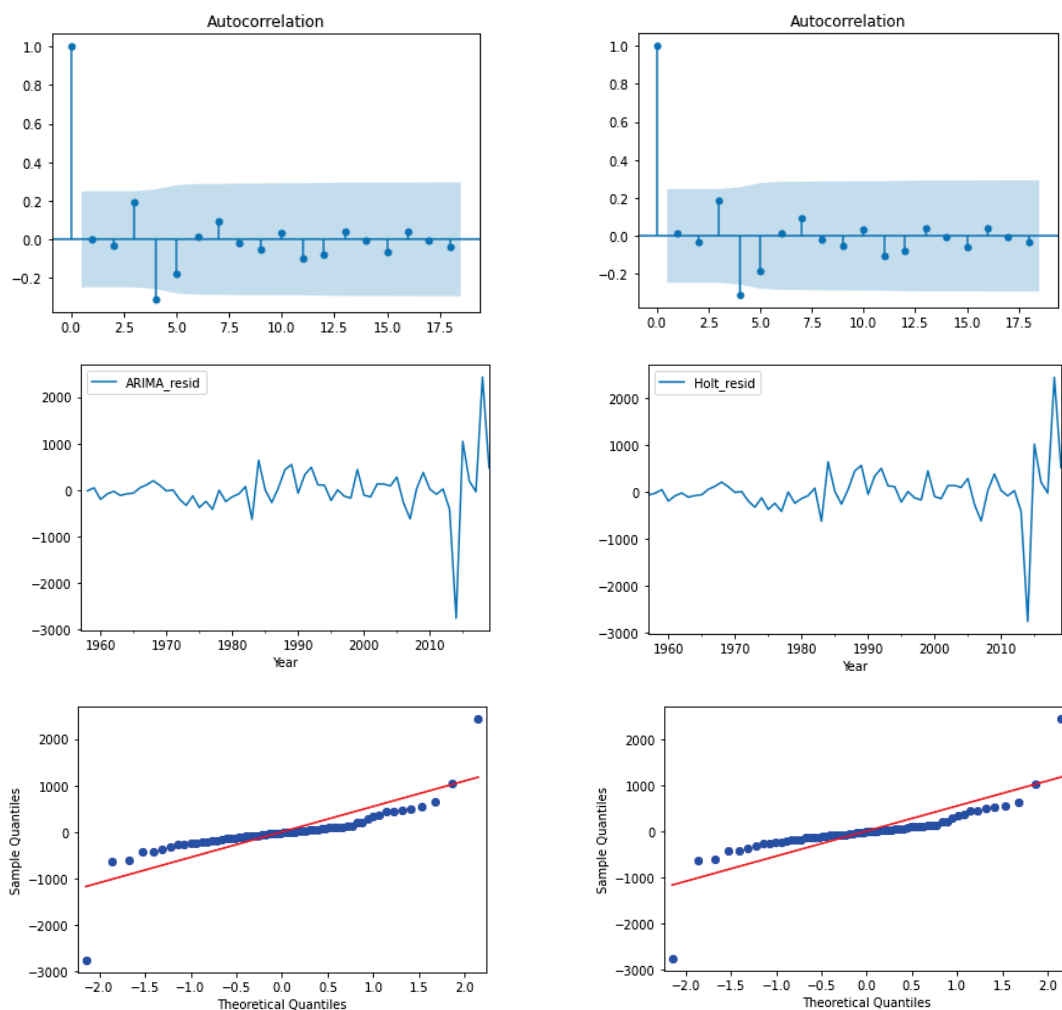 Autocorrelation
1.0
0.8
0.6
0.4
0.2
0.0
−0.2
0.0 2.5 5.0 7.5 10.0 12.5 15.0 17.5
Autocorrelation
1.0
0.8
0.6
0.4
0.2
0.0
−0.2
0.0 2.5 5.0 7.5 10.0 12.5 15.0 17.5
ARIMA_resid
2000
1000
0
−1000
−2000
−3000
1960 1970 1980 1990 2000 2010
Year
Holt_resid
2000
1000
0
−1000
−2000
−3000
1960 1970 1980 1990 2000 2010
Year
Sample Quantiles
2000
1000
0
−1000
−2000
−3000
−2.0 −1.5 −1.0 −0.5 0.0 0.5 1.0 1.5 2.0
Theoretical Quantiles
Sample Quantiles
2000
1000
0
−1000
−2000
−3000
−2.0 −1.5 −1.0 −0.5 0.0 0.5 1.0 1.5 2.0
Theoretical Quantiles